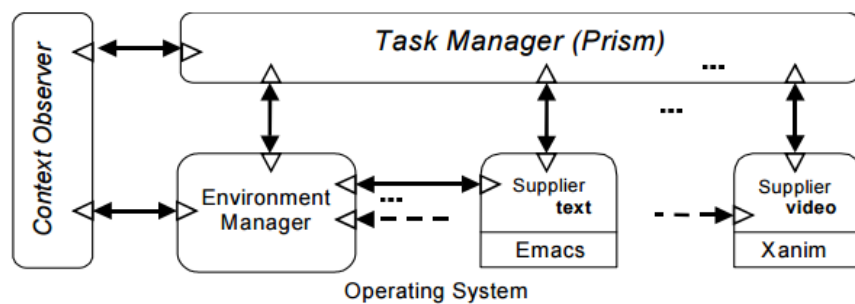 Task Manager (Prism)
...
...
Context Observer
Environment
Manager
...
Supplier
text
Emacs
Supplier
video
Xanim
Operating System